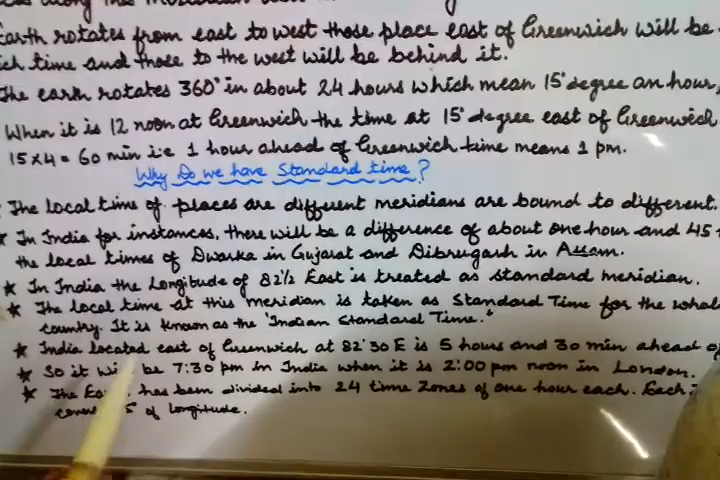 Earth rotates from east to west those place east of Greenwich will be
ich time and those to the west will be behind it.
The earth rotates 360° in about 24 hours which mean 15° degree an hour,
When it is 12 noon at Greenwich the time at 15° degree east of Greenwich
15 x 4 = 60 min i.e 1 hour ahead of Greenwich time means 1 pm.
Why Do we have Standard time?
The local time of places are different meridians are bound to different.
* In India for instances, there will be a difference of about one hour and 45
the local times of Dwarka in Gujarat and Dibrugarh in Assam.
* In India the Longitude of 82½ East is treated as standard meridian.
* The local time at this meridian is taken as Standard Time for the whol
country. It is known as the "Indian Standard Time."
* India located east of Greenwich at 82°30 E is 5 hours and 30 min ahead of
* So it wi be 7:30 pm in India when it is 2:00 pm noon in London.
* The Ea has been divided into 24 time Zones of one hour each. Each
cove 5° of longitude.